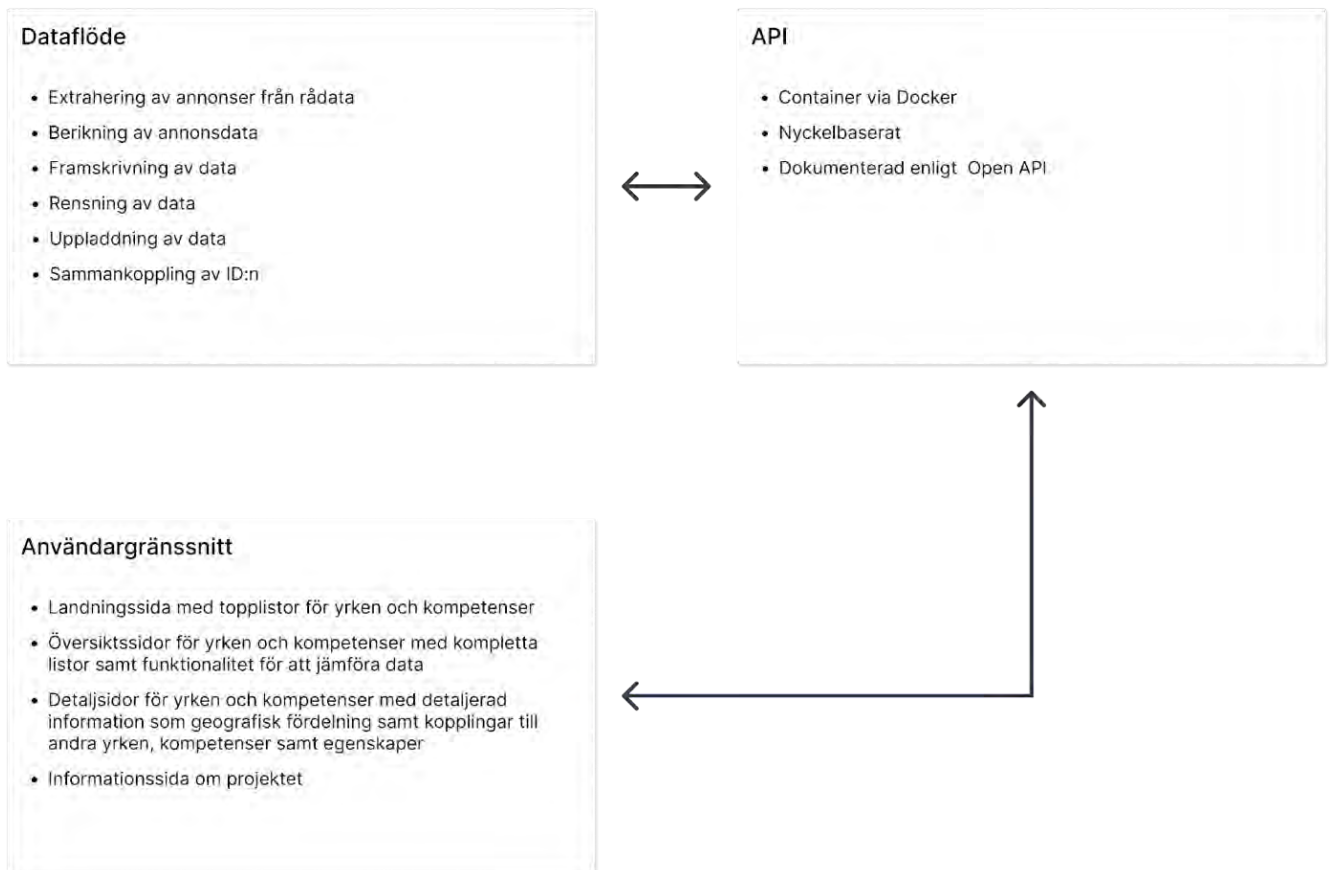 Dataflöde
• Extrahering av annonser från rådata
• Berikning av annonsdata
• Framskrivning av data
• Rensning av data
• Uppladdning av data
• Sammankoppling av ID:n
API
• Container via Docker
• Nyckelbaserat
• Dokumenterad enligt Open API
Användargränssnitt
• Landningssida med topplistor för yrken och kompetenser
• Översiktssidor för yrken och kompetenser med kompletta
listor samt funktionalitet för att jämföra data
• Detaljsidor för yrken och kompetenser med detaljerad
information som geografisk fördelning samt kopplingar till
andra yrken, kompetenser samt egenskaper
• Informationssida om projektet